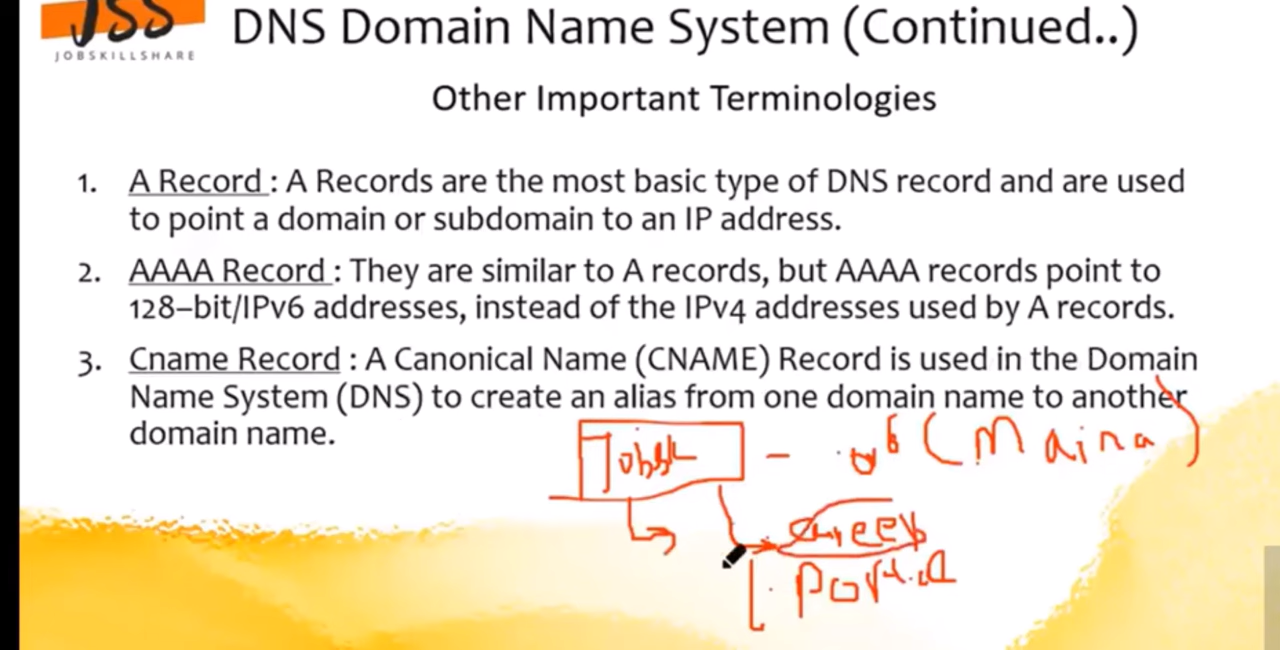 JSS
JOBSKILLSHARE
DNS Domain Name System (Continued..)
Other Important Terminologies
1. A Record : A Records are the most basic type of DNS record and are used
to point a domain or subdomain to an IP address.
2. AAAA Record : They are similar to A records, but AAAA records point to
128–bit/IPv6 addresses, instead of the IPv4 addresses used by A records.
3. Cname Record : A Canonical Name (CNAME) Record is used in the Domain
Name System (DNS) to create an alias from one domain name to another
domain name.